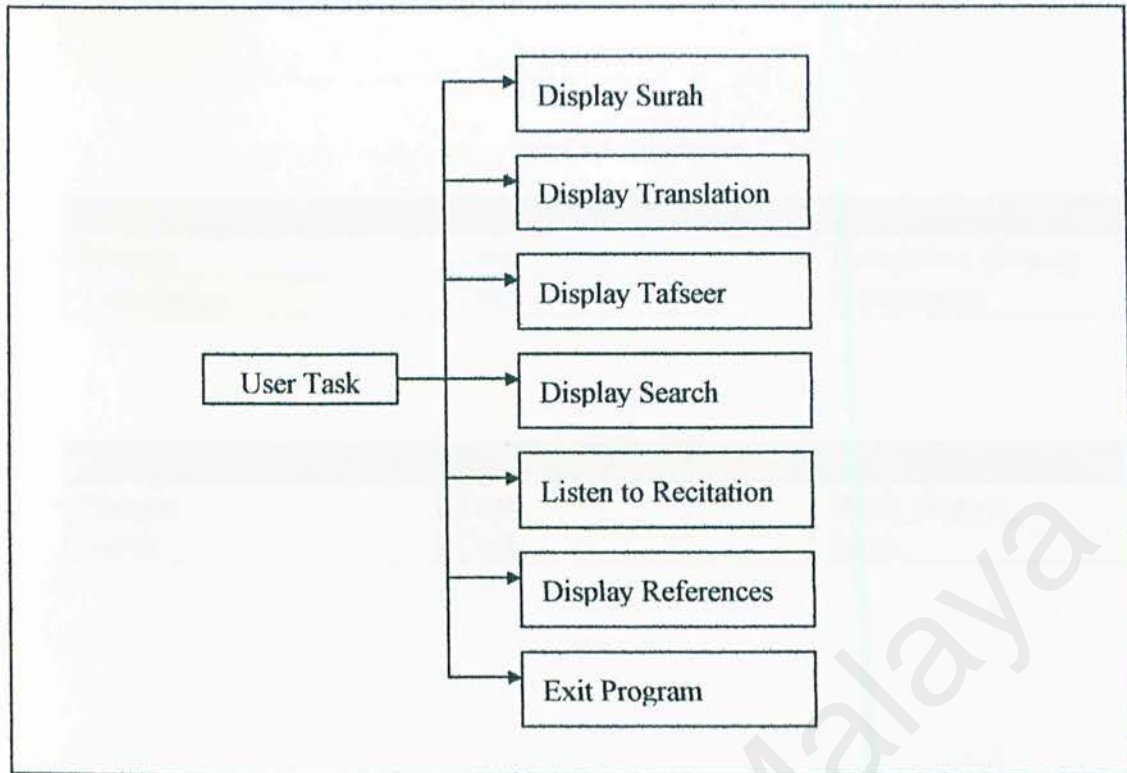 Display Surah
Display Translation
Display Tafseer
User Task
Display Search
Listen to Recitation
Display References
Exit Program
Malaya